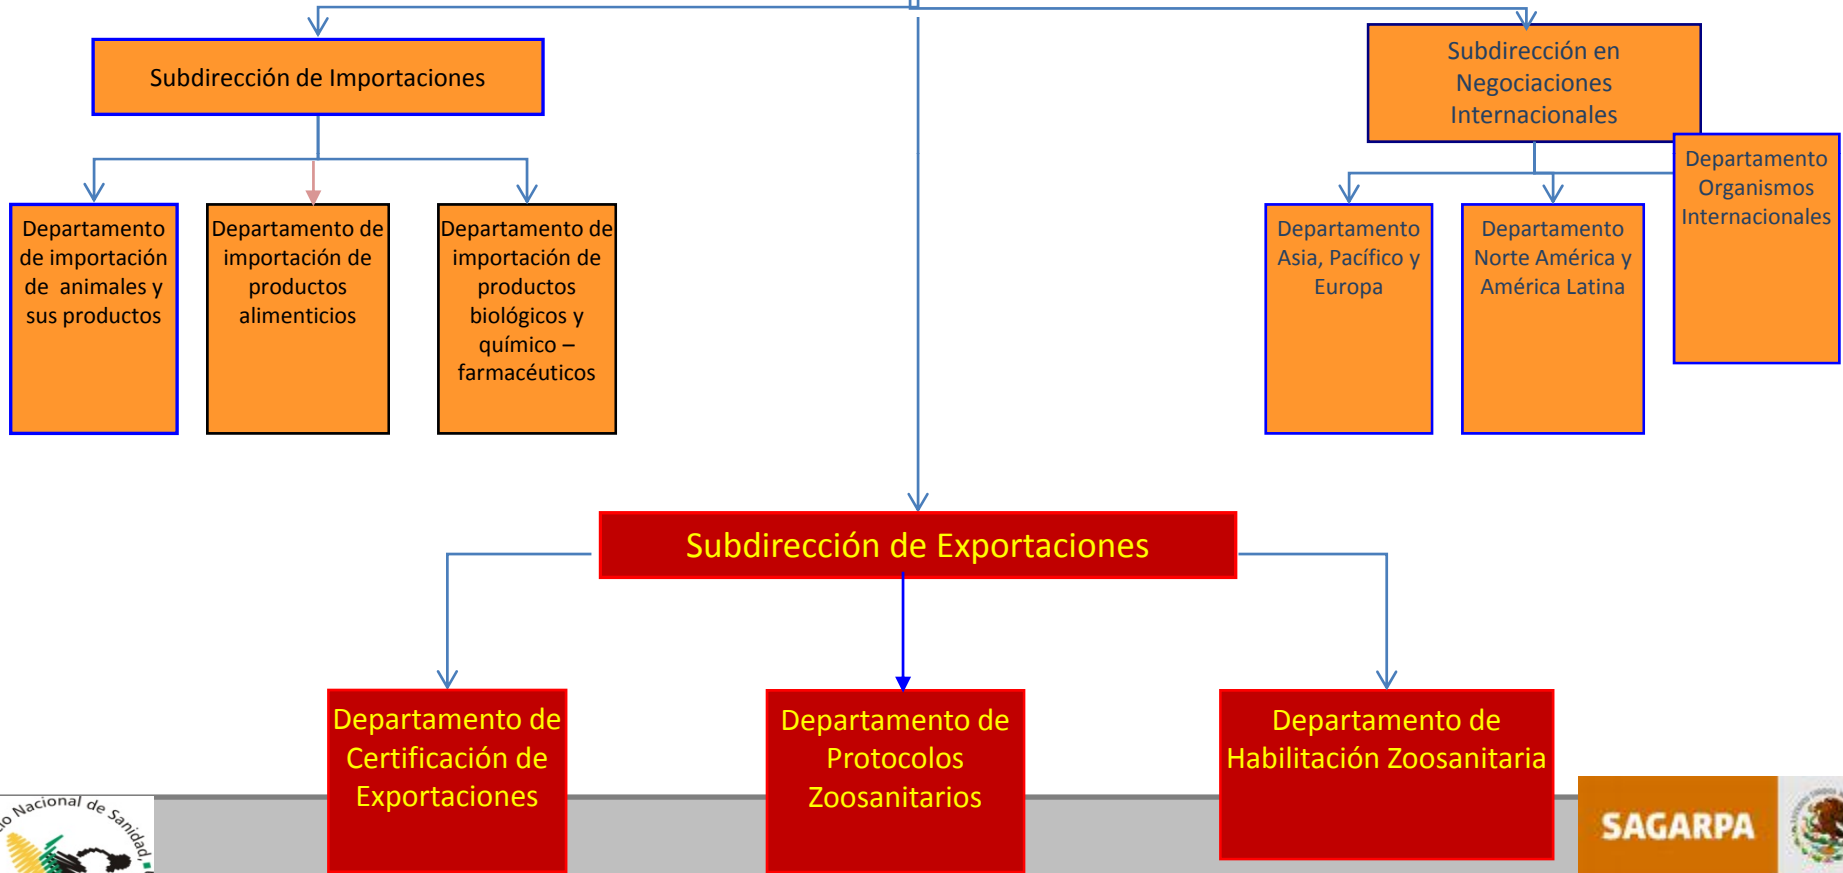 Subdirección de Importaciones
Subdirección en
Negociaciones
Internacionales
Departamento
de importación
de animales y
sus productos
Departamento de
importación de
productos
alimenticios
Departamento de
importación de
productos
biológicos y
químico –
farmacéuticos
Departamento
Asia, Pacífico y
Europa
Departamento
Norte América y
América Latina
Departamento
Organismos
Internacionales
Subdirección de Exportaciones
Departamento de
Certificación de
Exportaciones
Departamento de
Protocolos
Zoosanitarios
Departamento de
Habilitación Zoosanitaria
Nacional de Sanidad,
SAGARPA